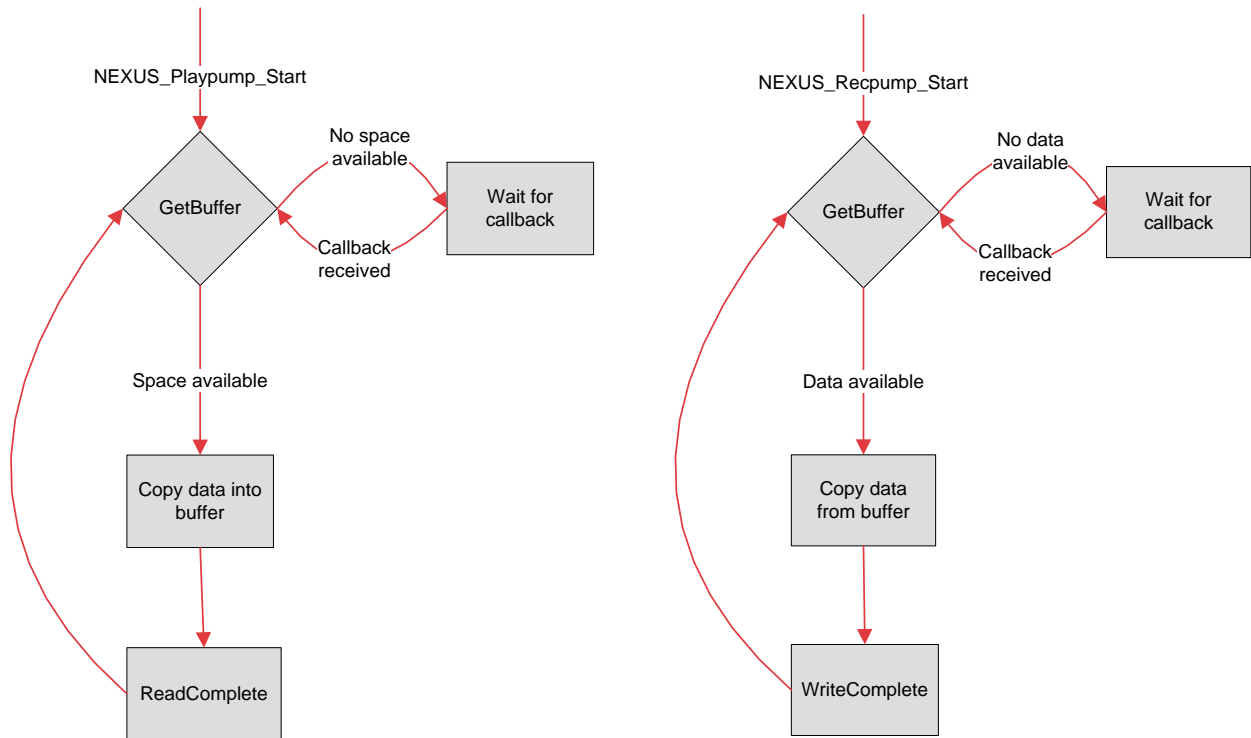 NEXUS_Playpump_Start
GetBuffer
No space
available
Wait for
callback
Callback
received
Space available
Copy data into
buffer
ReadComplete
NEXUS_Recpump_Start
GetBuffer
No data
available
Wait for
callback
Callback
received
Data available
Copy data
from buffer
WriteComplete